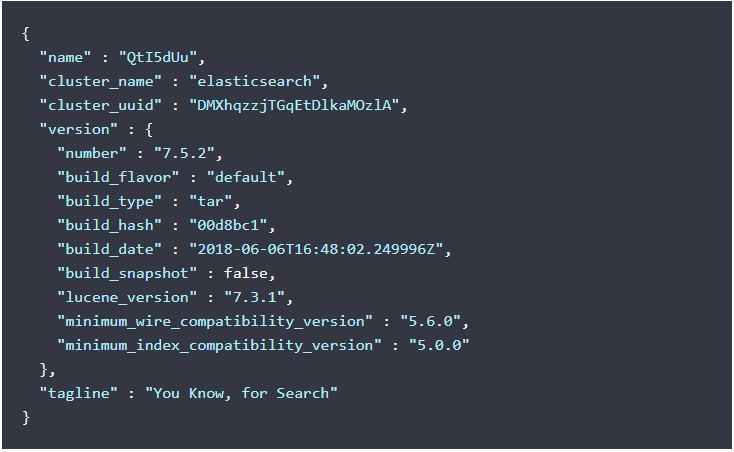 {
  "name" : "QtI5dUu",
  "cluster_name" : "elasticsearch",
  "cluster_uuid" : "DMXhqzzjTGqEtDlkaMOzlA",
  "version" : {
    "number" : "7.5.2",
    "build_flavor" : "default",
    "build_type" : "tar",
    "build_hash" : "00d8bc1",
    "build_date" : "2018-06-06T16:48:02.249996Z",
    "build_snapshot" : false,
    "lucene_version" : "7.3.1",
    "minimum_wire_compatibility_version" : "5.6.0",
    "minimum_index_compatibility_version" : "5.0.0"
  },
  "tagline" : "You Know, for Search"
}